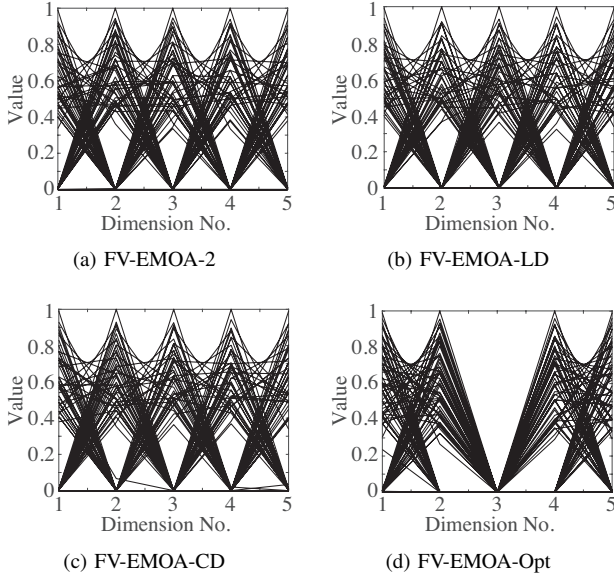 1
0.8
0.6
0.4
0.2
0
Value
1 2 3 4 5
Dimension No.
(a) FV-EMOA-2
1
0.8
0.6
0.4
0.2
0
Value
1 2 3 4 5
Dimension No.
(b) FV-EMOA-LD
1
0.8
0.6
0.4
0.2
0
Value
1 2 3 4 5
Dimension No.
(c) FV-EMOA-CD
1
0.8
0.6
0.4
0.2
0
Value
1 2 3 4 5
Dimension No.
(d) FV-EMOA-Opt